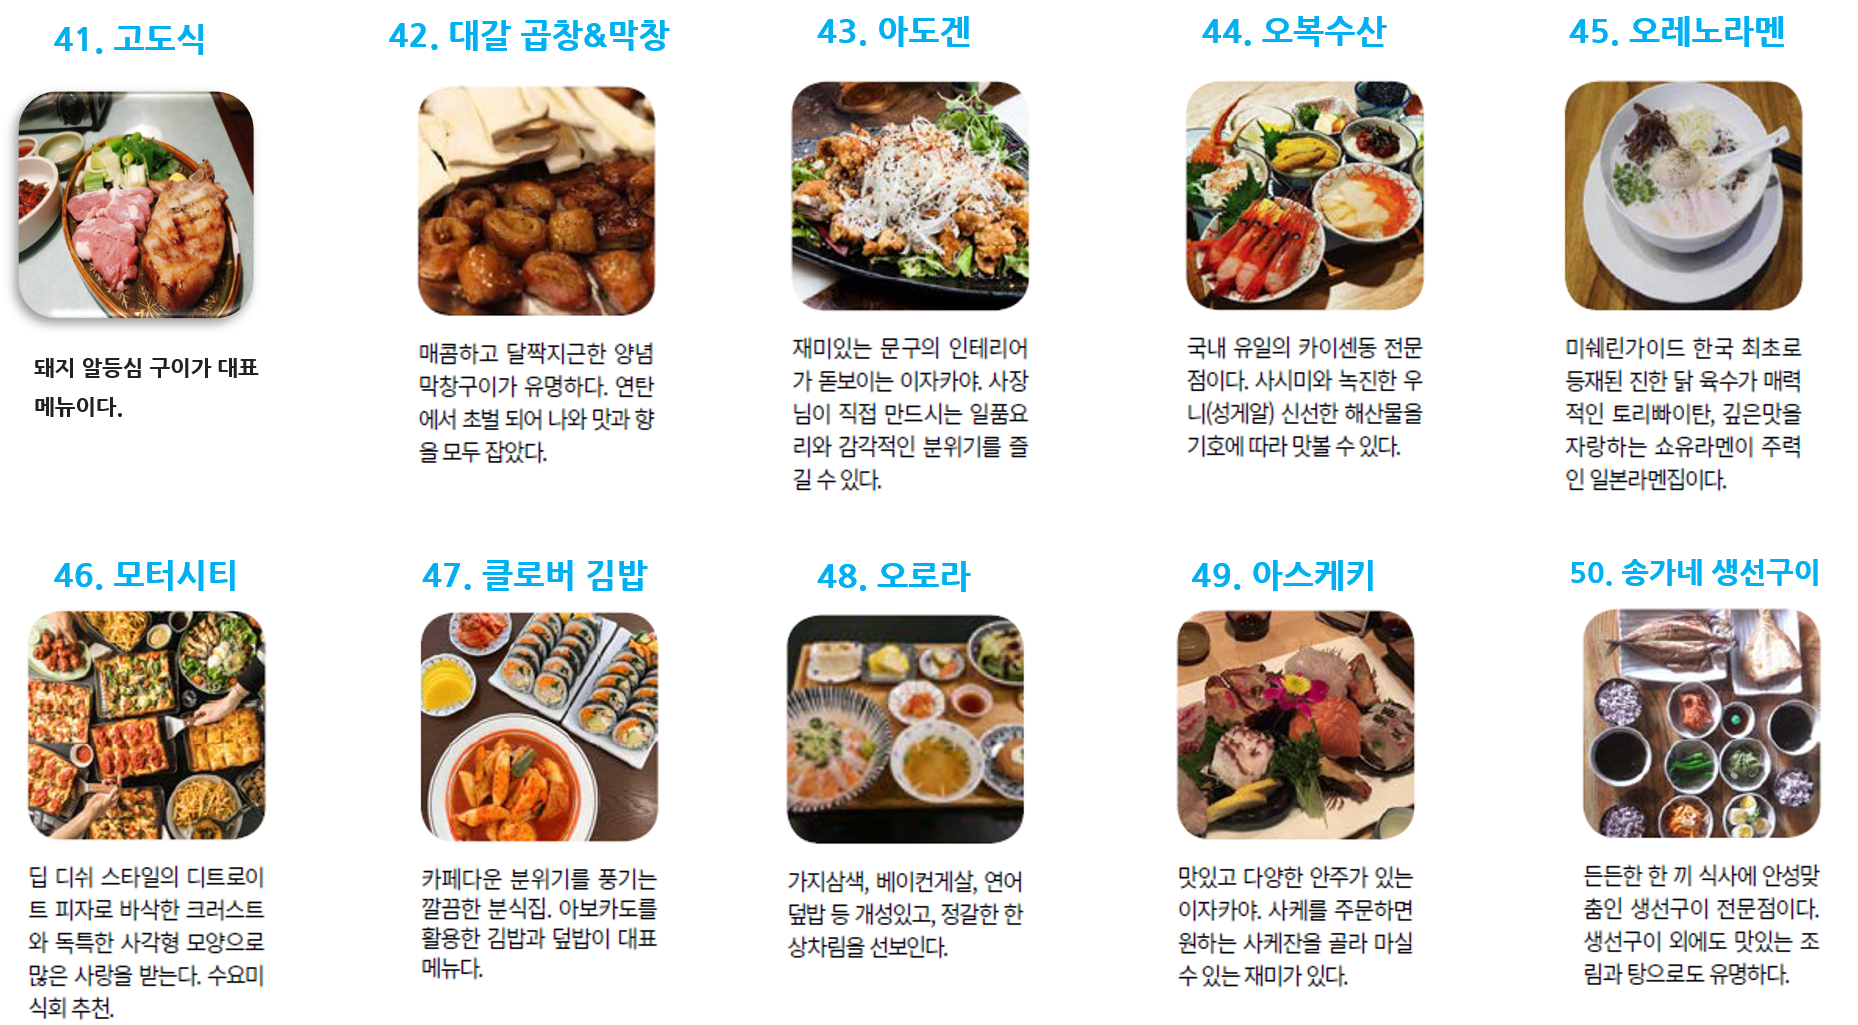 41. 고도식
42. 대갈 곱창&막창
43. 아도겐
44. 오복수산
45. 오레노라멘
돼지 알등심 구이가 대표
메뉴이다.
매콤하고 달짝지근한 양념
막창구이가 유명하다. 연탄
에서 초벌 되어 나와 맛과 향
을 모두 잡았다.
재미있는 문구의 인테리어
가 돋보이는 이자카야. 사장
님이 직접 만드시는 일품요
리와 감각적인 분위기를 즐
길 수 있다.
국내 유일의 카이센동 전문
점이다. 사시미와 녹진한 우
니(성게알) 신선한 해산물을
기호에 따라 맛볼 수 있다.
미쉐린가이드 한국 최초로
등재된 진한 닭 육수가 매력
적인 토리빠이탄, 깊은맛을
자랑하는 쇼유라멘이 주력
인 일본라멘집이다.
46. 모터시티
47. 클로버 김밥
48. 오로라
49. 아스케키
50. 송가네 생선구이
딥 디쉬 스타일의 디트로이
트 피자로 바삭한 크러스트
와 독특한 사각형 모양으로
많은 사랑을 받는다. 수요미
식회 추천.
카페다운 분위기를 풍기는
깔끔한 분식집. 아보카도를
활용한 김밥과 덮밥이 대표
메뉴다.
가지삼색, 베이컨게살, 연어
덮밥 등 개성있고, 정갈한 한
상차림을 선보인다.
맛있고 다양한 안주가 있는
이자카야. 사케를 주문하면
원하는 사케잔을 골라 마실
수 있는 재미가 있다.
든든한 한 끼 식사에 안성맞
춤인 생선구이 전문점이다.
생선구이 외에도 맛있는 조
림과 탕으로도 유명하다.